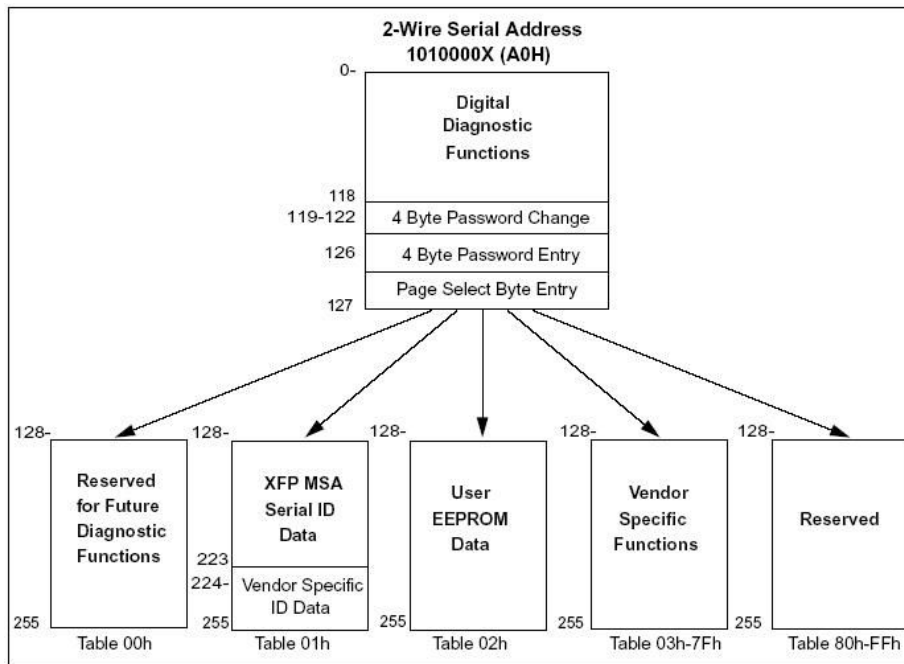 2-Wire Serial Address
1010000X (A0H)
0-
Digital
Diagnostic
Functions
118
119-122
4 Byte Password Change
126
4 Byte Password Entry
Page Select Byte Entry
127
128-
Reserved
for Future
Diagnostic
Functions
255
Table 00h
128-
XFP MSA
Serial ID
Data
223
224-
Vendor Specific
ID Data
255
Table 01h
128-
User
EEPROM
Data
255
Table 02h
128-
Vendor
Specific
Functions
255
Table 03h-7Fh
128-
Reserved
255
Table 80h-FFh